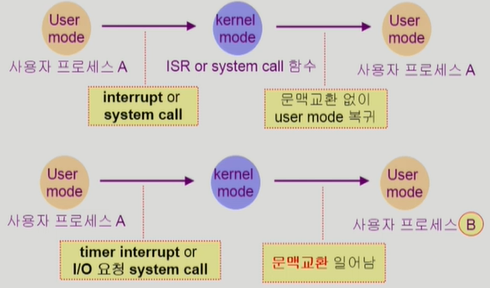 User
mode
kernel
mode
User
mode
사용자 프로세스 A
ISR or system call 함수
사용자 프로세스 A
interrupt or
system call
문맥교환 없이
user mode 복귀
User
mode
kernel
mode
User
mode
사용자 프로세스 A
사용자 프로세스 B
timer interrupt or
I/O 요청 system call
문맥교환 일어남